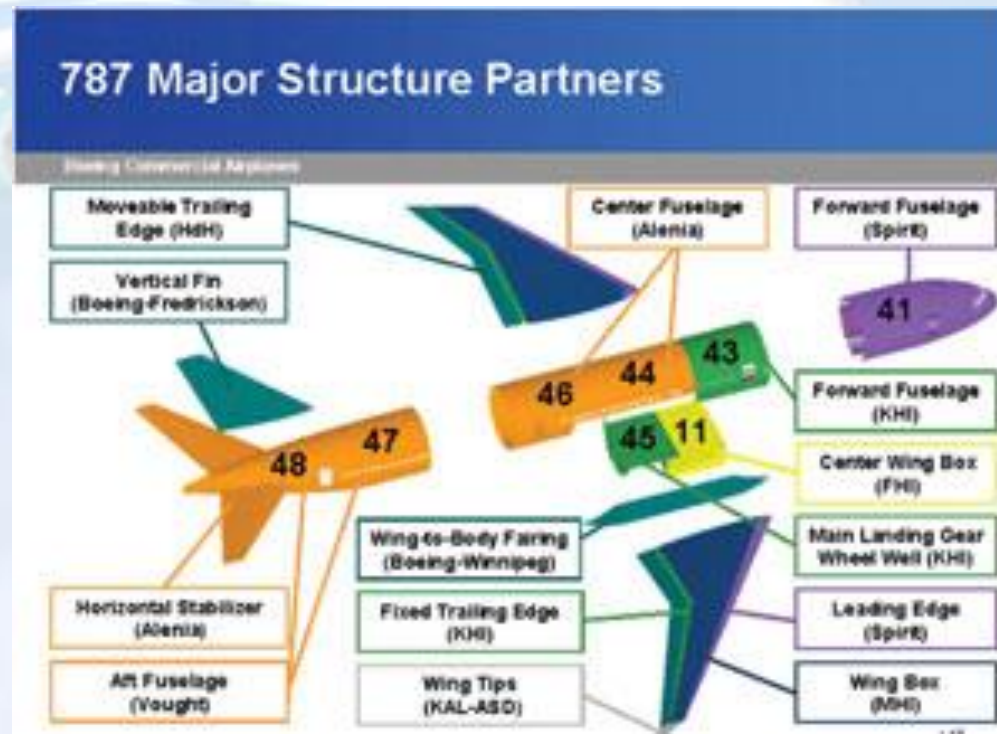 787 Major Structure Partners
Boeing Commercial Airplanes
Moveable Trailing
Edge (HdH)
Center Fuselage
(Alenia)
Forward Fuselage
(Spirit)
Vertical Fin
(Boeing-Fredrickson)
41
43
44
46
Forward Fuselage
(KHI)
45
11
47
48
Center Wing Box
(FHI)
Wing-to-Body Fairing
(Boeing-Winnipeg)
Main Landing Gear
Wheel Well (KHI)
Horizontal Stabilizer
(Alenia)
Fixed Trailing Edge
(KHI)
Leading Edge
(Spirit)
Aft Fuselage
(Vought)
Wing Tips
(KAL-ASD)
Wing Box
(MHI)